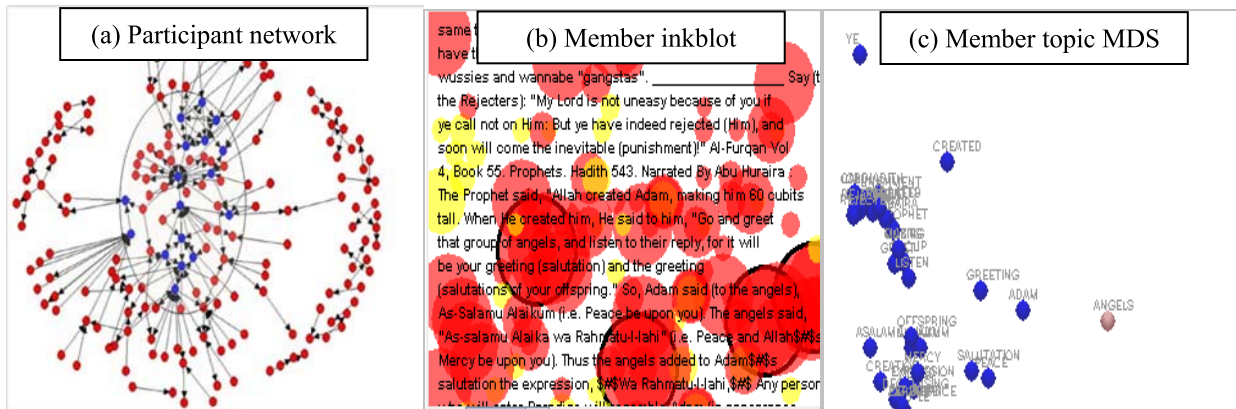 (a) Participant network
(b) Member inkblot
same t
have th
wussies and wannabe "gangstas". ____________________ Say (t
the Rejecters): "My Lord is not uneasy because of you if
ye call not on Him: But ye have indeed rejected (Him), and
soon will come the inevitable (punishment)!" Al-Furqan Vol
4, Book 55. Prophets. Hadith 543. Narrated By Abu Huraira :
The Prophet said, "Allah created Adam, making him 60 cubits
tall. When He created him, He said to him, "Go and greet
that group of angels, and listen to their reply, for it will
be your greeting (salutation) and the greeting
(salutations of your offspring." So, Adam said (to the angels),
As-Salamu Alaikum (i.e. Peace be upon you). The angels said,
"As-salamu Alaika wa Rahmatu-l-lahi" (i.e. Peace and Allah$#$s
Mercy be upon you). Thus the angels added to Adam$#$s
salutation the expression, $#$Wa Rahmatu-l-lahi,$#$ Any person
(c) Member topic MDS
YE
CREATED
LISTEN
GREETING
ADAM
ANGELS
OFFSPRING
MERCY
SALUTATION
PEACE